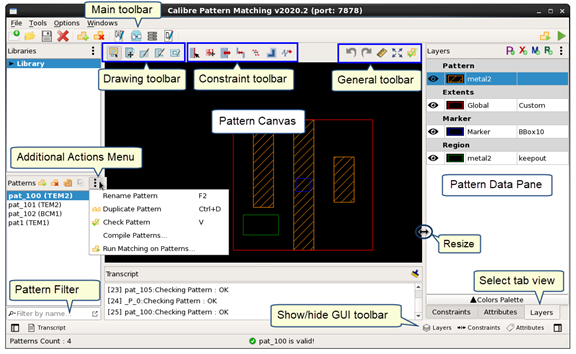 Calibre Pattern Matching v2020.2 (port: 7878)
Main toolbar
File Tools Options Windows
Libraries
Library
Drawing toolbar
Constraint toolbar
General toolbar
Layers
Pattern
metal2
Extents
Global Custom
Marker
Marker BBox10
Region
metal2 keepout
Pattern Canvas
Pattern Data Pane
Additional Actions Menu
Patterns
pat_100 (TEM2)
pat_101 (TEM2)
pat_102 (BCM1)
pat1 (TEM1)
Rename Pattern F2
Duplicate Pattern Ctrl+D
Check Pattern V
Compile Patterns...
Run Matching on Patterns...
Resize
Transcript
[23] pat_105:Checking Pattern : OK
[24] _P_0:Checking Pattern : OK
[25] pat_100:Checking Pattern : OK
Pattern Filter
Filter by name...
Select tab view
▲Colors Palette
Constraints Attributes Layers
Show/hide GUI toolbar
Transcript
Layers Constraints Attributes
Patterns Count : 4
pat_100 is valid!